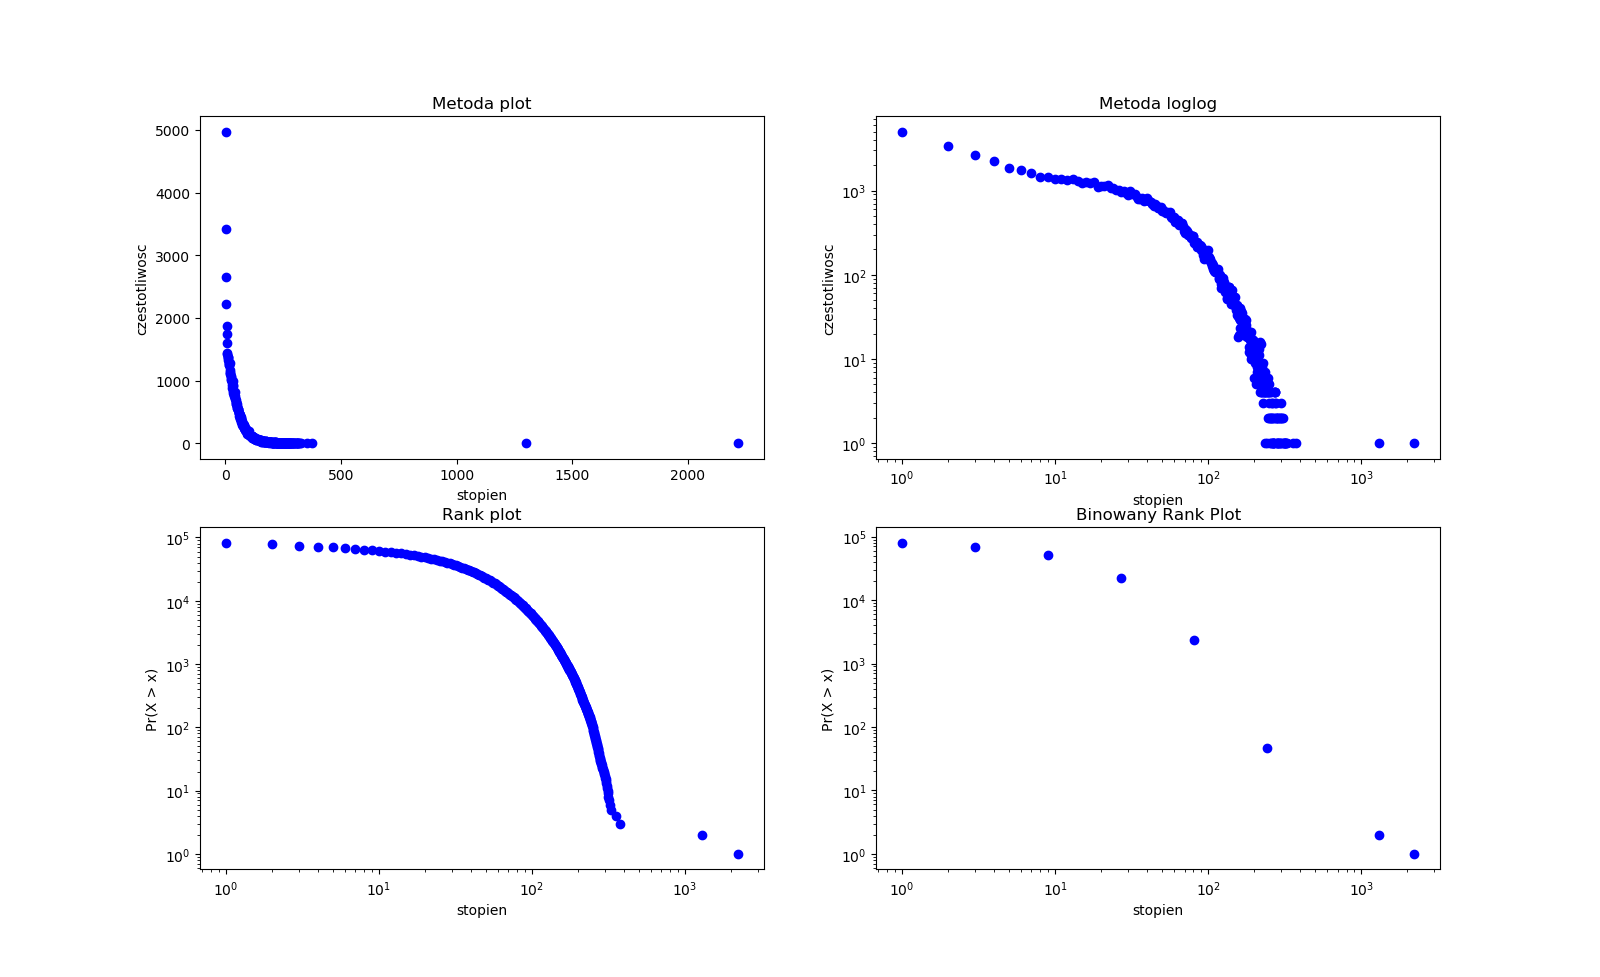 Metoda plot
czestotliwosc
5000
4000
3000
2000
1000
0
0 500 1000 1500 2000
stopien
Metoda loglog
czestotliwosc
10³
10²
10¹
10⁰
10⁰ 10¹ 10² 10³
stopien
Rank plot
Pr(X > x)
10⁵
10⁴
10³
10²
10¹
10⁰
10⁰ 10¹ 10² 10³
stopien
Binowany Rank Plot
Pr(X > x)
10⁵
10⁴
10³
10²
10¹
10⁰
10⁰ 10¹ 10² 10³
stopien